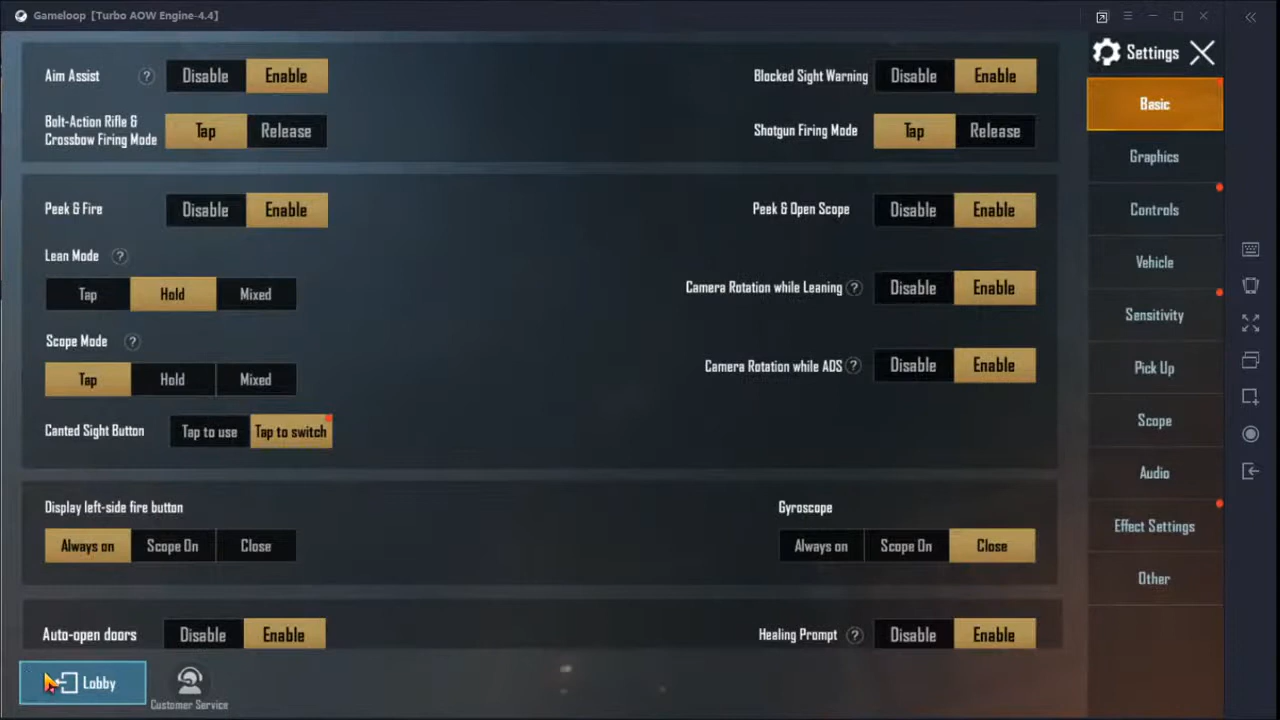 Gameloop [Turbo AOW Engine-4.4]
Settings
Aim Assist ? Disable Enable
Blocked Sight Warning Disable Enable
Bolt-Action Rifle &
Crossbow Firing Mode Tap Release
Shotgun Firing Mode Tap Release
Peek & Fire Disable Enable
Peek & Open Scope Disable Enable
Lean Mode ?
Tap Hold Mixed
Camera Rotation while Leaning ? Disable Enable
Scope Mode ?
Tap Hold Mixed
Camera Rotation while ADS ? Disable Enable
Canted Sight Button Tap to use Tap to switch
Display left-side fire button
Always on Scope On Close
Gyroscope
Always on Scope On Close
Auto-open doors Disable Enable
Healing Prompt ? Disable Enable
Lobby
Customer Service
Basic
Graphics
Controls
Vehicle
Sensitivity
Pick Up
Scope
Audio
Effect Settings
Other